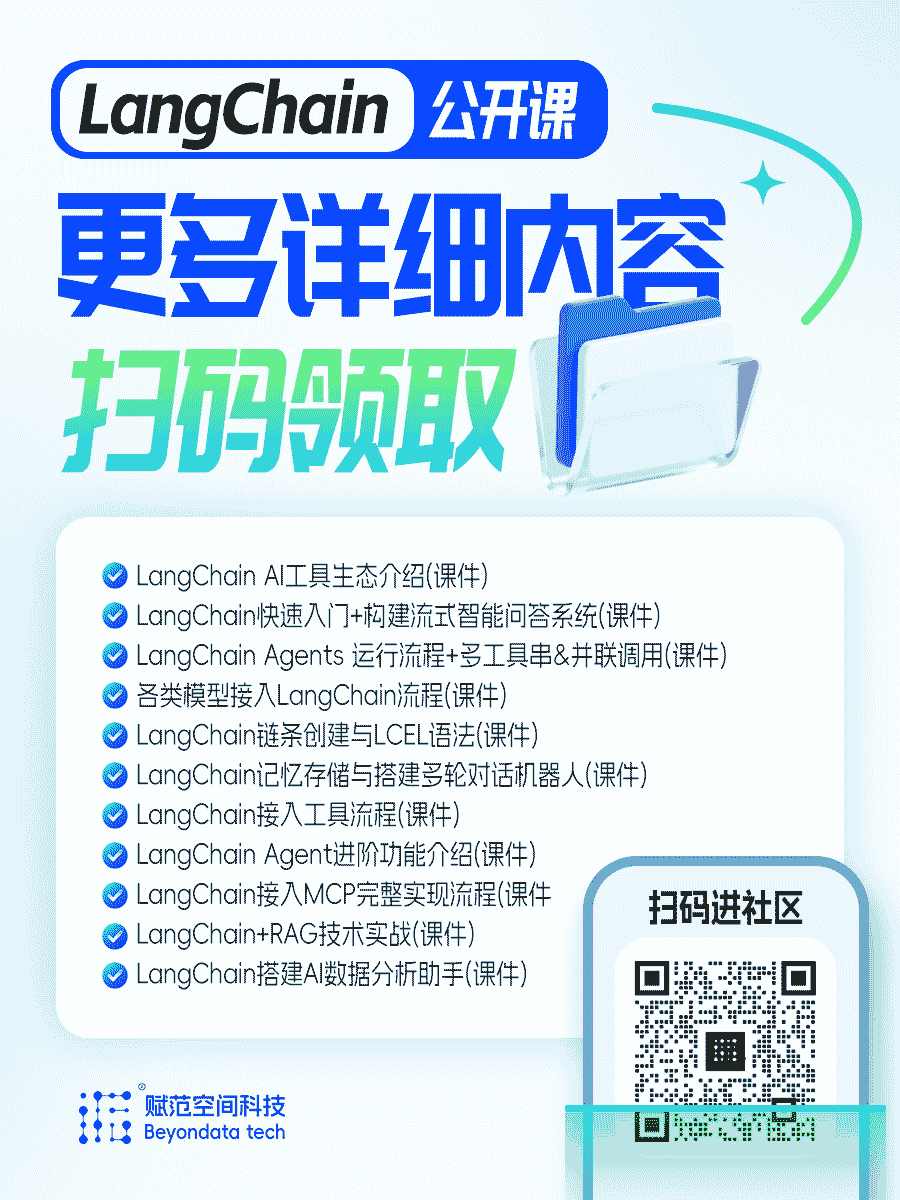 LangChain 公开课
更多详细内容
扫码领取
LangChain AI工具生态介绍(课件)
LangChain快速入门+构建流式智能问答系统(课件)
LangChain Agents 运行流程+多工具串&并联调用(课件)
各类模型接入LangChain流程(课件)
LangChain链条创建与LCEL语法(课件)
LangChain记忆存储与搭建多轮对话机器人(课件)
LangChain接入工具流程(课件)
LangChain Agent进阶功能介绍(课件)
LangChain接入MCP完整实现流程(课件
LangChain+RAG技术实战(课件)
LangChain搭建AI数据分析助手(课件)
扫码进社区
®
赋范空间科技
Beyondata tech